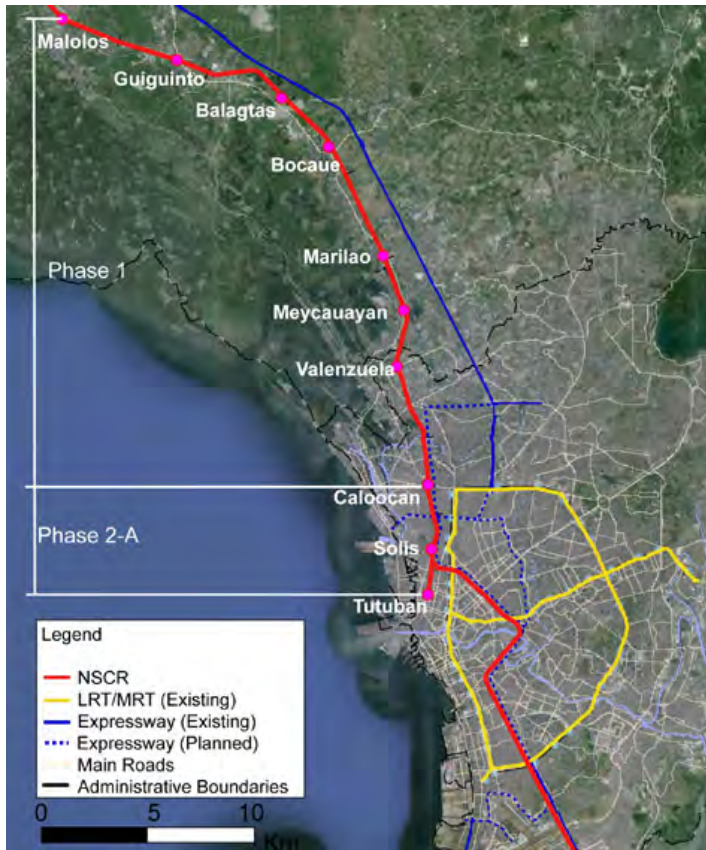 Malolos
Guiguinto
Balagtas
Bocaue
Marilao
Phase 1
Meycauayan
Valenzuela
Caloocan
Phase 2-A
Solis
Tutuban
Legend
NSCR
LRT/MRT (Existing)
Expressway (Existing)
Expressway (Planned)
Main Roads
Administrative Boundaries
0 5 10
Km